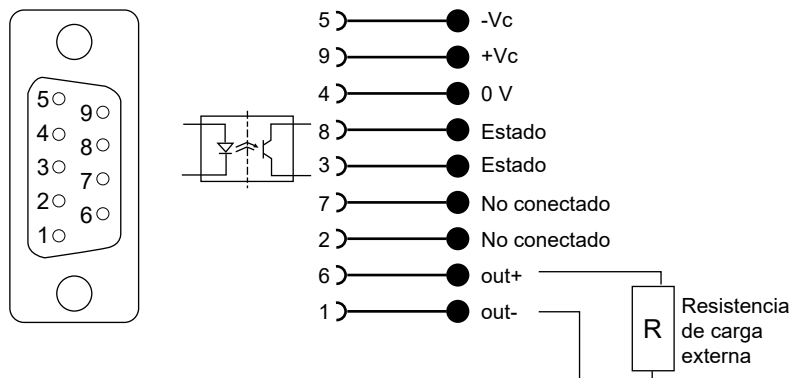 5
9
4
8
3
7
2
6
1
5 -Vc
9 +Vc
4 0 V
8 Estado
3 Estado
7 No conectado
2 No conectado
6 out+
1 out-
R
Resistencia
de carga
externa